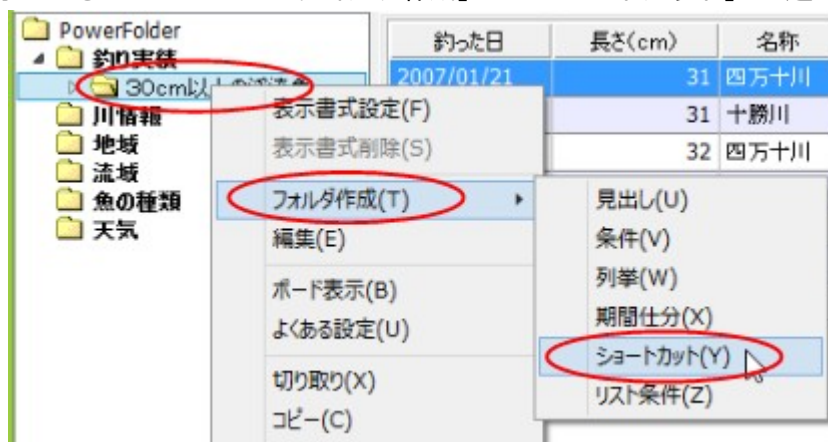 PowerFolder
釣り実績
30cm以上の渓流魚
川情報
地域
流域
魚の種類
天気
釣った日 長さ(cm) 名称
2007/01/21 31 四万十川
31 十勝川
32 四万十川
表示書式設定(F)
表示書式削除(S)
フォルダ作成(T)
編集(E)
ボード表示(B)
よくある設定(U)
切り取り(X)
コピー(C)
見出し(U)
条件(V)
列挙(W)
期間仕分(X)
ショートカット(Y)
リスト条件(Z)